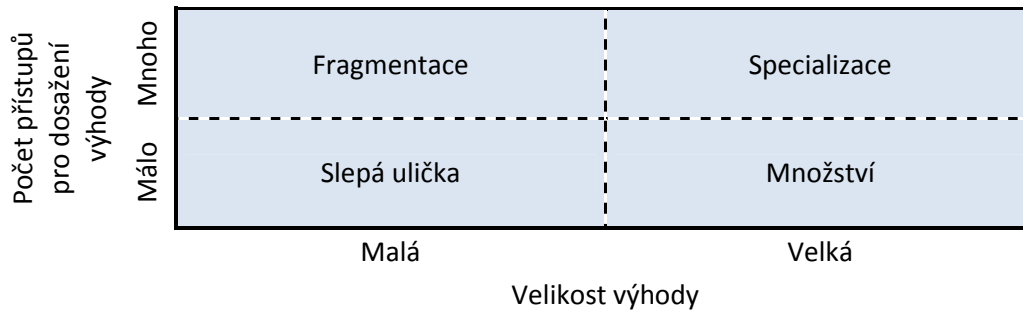 Počet přístupů
pro dosažení
výhody
Mnoho
Málo
Fragmentace
Specializace
Slepá ulička
Množství
Malá
Velká
Velikost výhody